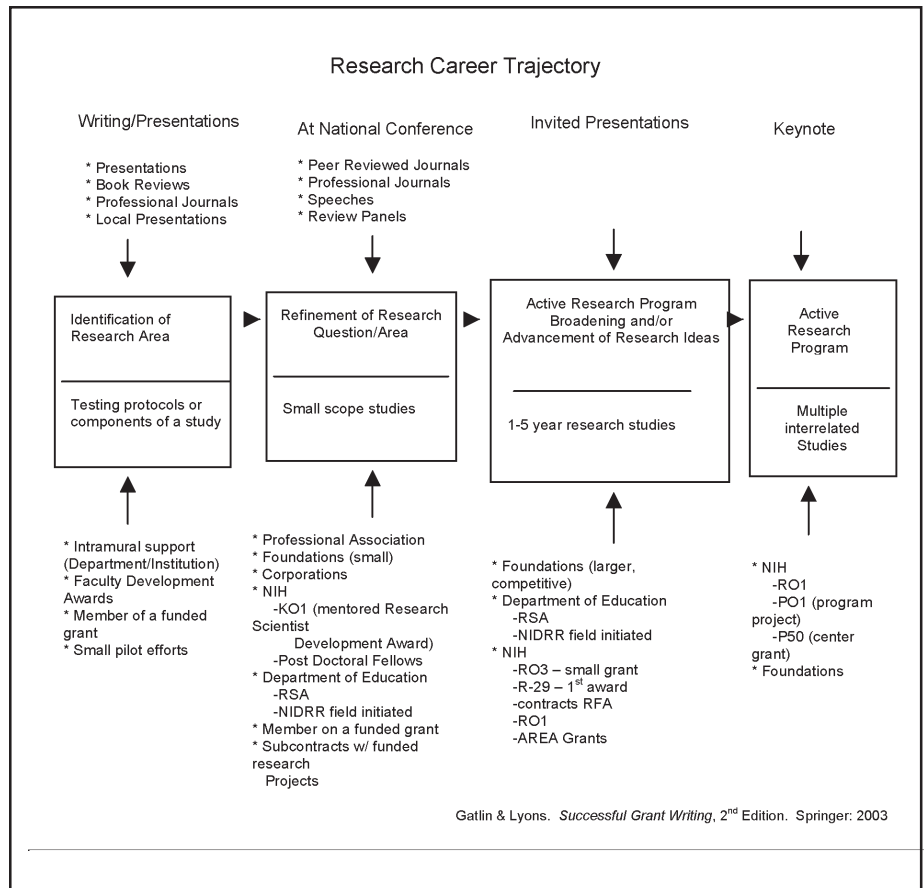 Research Career Trajectory
Writing/Presentations
* Presentations
* Book Reviews
* Professional Journals
* Local Presentations
At National Conference
* Peer Reviewed Journals
* Professional Journals
* Speeches
* Review Panels
Invited Presentations
Keynote
Identification of
Research Area
Testing protocols or
components of a study
Refinement of Research
Question/Area
Small scope studies
Active Research Program
Broadening and/or
Advancement of Research Ideas
1-5 year research studies
Active
Research
Program
Multiple
interrelated
Studies
* Intramural support
(Department/Institution)
* Faculty Development
Awards
* Member of a funded
grant
* Small pilot efforts
* Professional Association
* Foundations (small)
* Corporations
* NIH
-KO1 (mentored Research
Scientist
Development Award)
-Post Doctoral Fellows
* Department of Education
-RSA
-NIDRR field initiated
* Member on a funded grant
* Subcontracts w/ funded
research
Projects
* Foundations (larger,
competitive)
* Department of Education
-RSA
-NIDRR field initiated
* NIH
-RO3 – small grant
-R-29 – 1st award
-contracts RFA
-RO1
-AREA Grants
* NIH
-RO1
-PO1 (program
project)
-P50 (center
grant)
* Foundations
Gatlin & Lyons. Successful Grant Writing, 2nd Edition. Springer: 2003